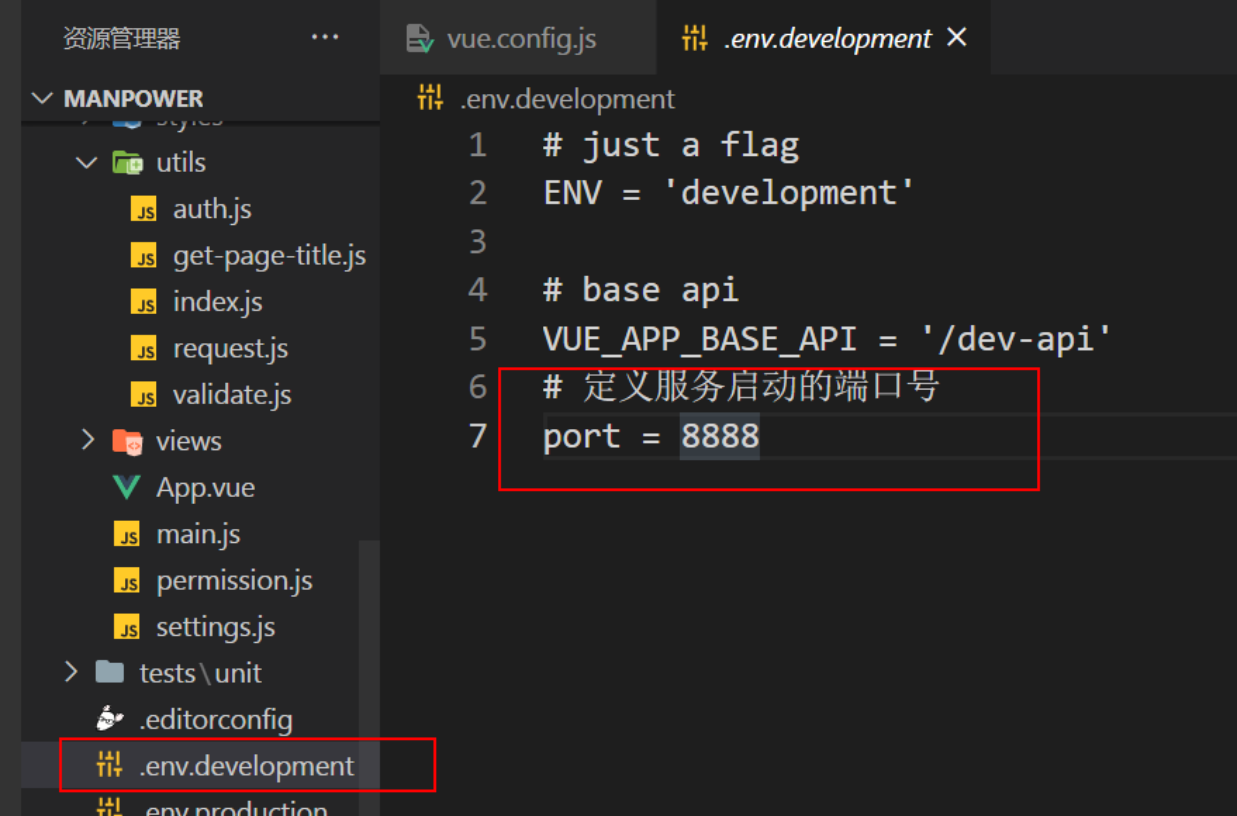 资源管理器
···
MANPOWER
styles
utils
auth.js
get-page-title.js
index.js
request.js
validate.js
views
App.vue
main.js
permission.js
settings.js
tests\unit
.editorconfig
.env.development
.env.production
vue.config.js
.env.development
.env.development
1 # just a flag
2 ENV = 'development'
3
4 # base api
5 VUE_APP_BASE_API = '/dev-api'
6 # 定义服务启动的端口号
7 port = 8888